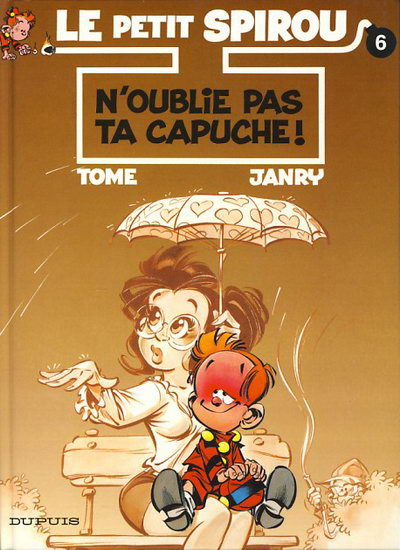 LE PETIT SPIROU
6
N'OUBLIE PAS
TA CAPUCHE!
TOME JANRY
DUPUIS